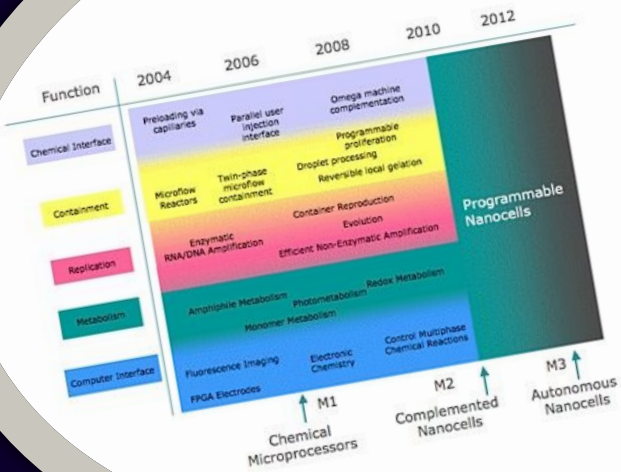 Function
2004
2006
2008
2010
2012
Chemical Interface
Preloading via
capillaries
Parallel user
injection
interface
Omega machine
complementation
Containment
Microflow
Reactors
Twin-phase
microflow
containment
Programmable
proliferation
Droplet processing
Reversible local gelation
Replication
Enzymatic
RNA/DNA Amplification
Container Reproduction
Evolution
Efficient Non-Enzymatic Amplification
Metabolism
Amphiphile Metabolism
Photometabolism
Redox Metabolism
Monomer Metabolism
Computer Interface
Fluorescence Imaging
FPGA Electrodes
Electronic
Chemistry
Control Multiphase
Chemical Reactions
Programmable
Nanocells
M1
Chemical
Microprocessors
M2
Complemented
Nanocells
M3
Autonomous
Nanocells